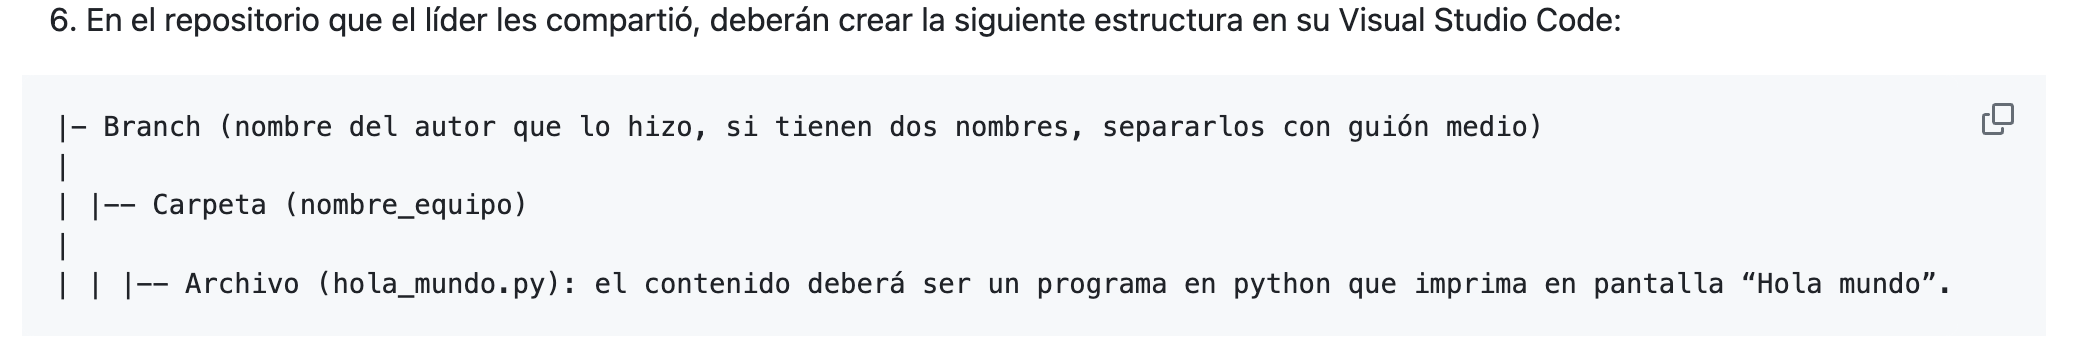 6. En el repositorio que el líder les compartió, deberán crear la siguiente estructura en su Visual Studio Code:
|– Branch (nombre del autor que lo hizo, si tienen dos nombres, separarlos con guión medio)
|
| |–– Carpeta (nombre_equipo)
|
| | |–– Archivo (hola_mundo.py): el contenido deberá ser un programa en python que imprima en pantalla “Hola mundo”.